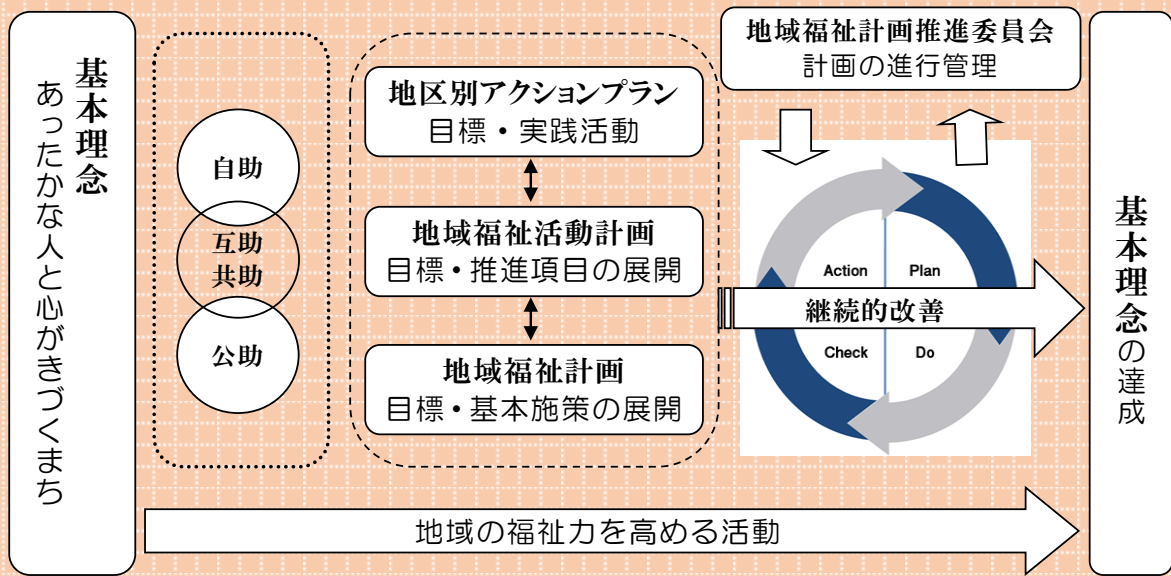 基本理念
あったかな人と心がきづくまち
自助
互助
共助
公助
地区別アクションプラン
目標・実践活動
地域福祉活動計画
目標・推進項目の展開
地域福祉計画
目標・基本施策の展開
地域福祉計画推進委員会
計画の進行管理
Action
Plan
継続的改善
Check
Do
基本理念の達成
地域の福祉力を高める活動